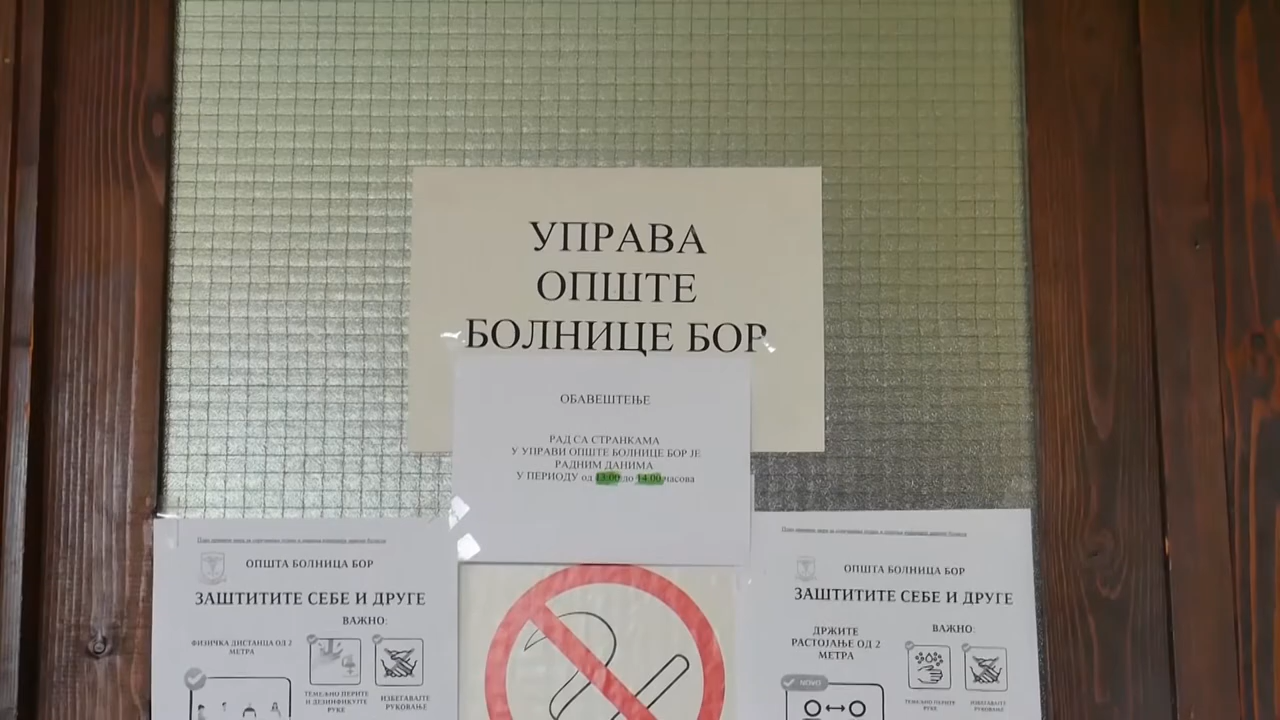 УПРАВА
ОПШТЕ
БОЛНИЦЕ БОР
ОБАВЕШТЕЊЕ
РАД СА СТРАНКАМА
У УПРАВИ ОПШТЕ БОЛНИЦЕ БОР ЈЕ
РАДНИМ ДАНИМА
У ПЕРИОДУ од 13:00 до 14:00 часова
ОПШТА БОЛНИЦА БОР
ЗАШТИТИТЕ СЕБЕ И ДРУГЕ
ВАЖНО:
ФИЗИЧКА ДИСТАНЦА ОД 2
МЕТРА
ТЕМЕЉНО ПЕРИТЕ
И ДЕЗИНФИКУЈТЕ
РУКЕ
ИЗБЕГАВАЈТЕ
РУКОВАЊЕ
ОПШТА БОЛНИЦА БОР
ЗАШТИТИТЕ СЕБЕ И ДРУГЕ
ДРЖИТЕ
РАСТОЈАЊЕ ОД 2
МЕТРА
ВАЖНО:
NOVO
ТЕМЕЉНО ПЕРИТЕ
РУКЕ
ИЗБЕГАВАЈТЕ
РУКОВАЊЕ